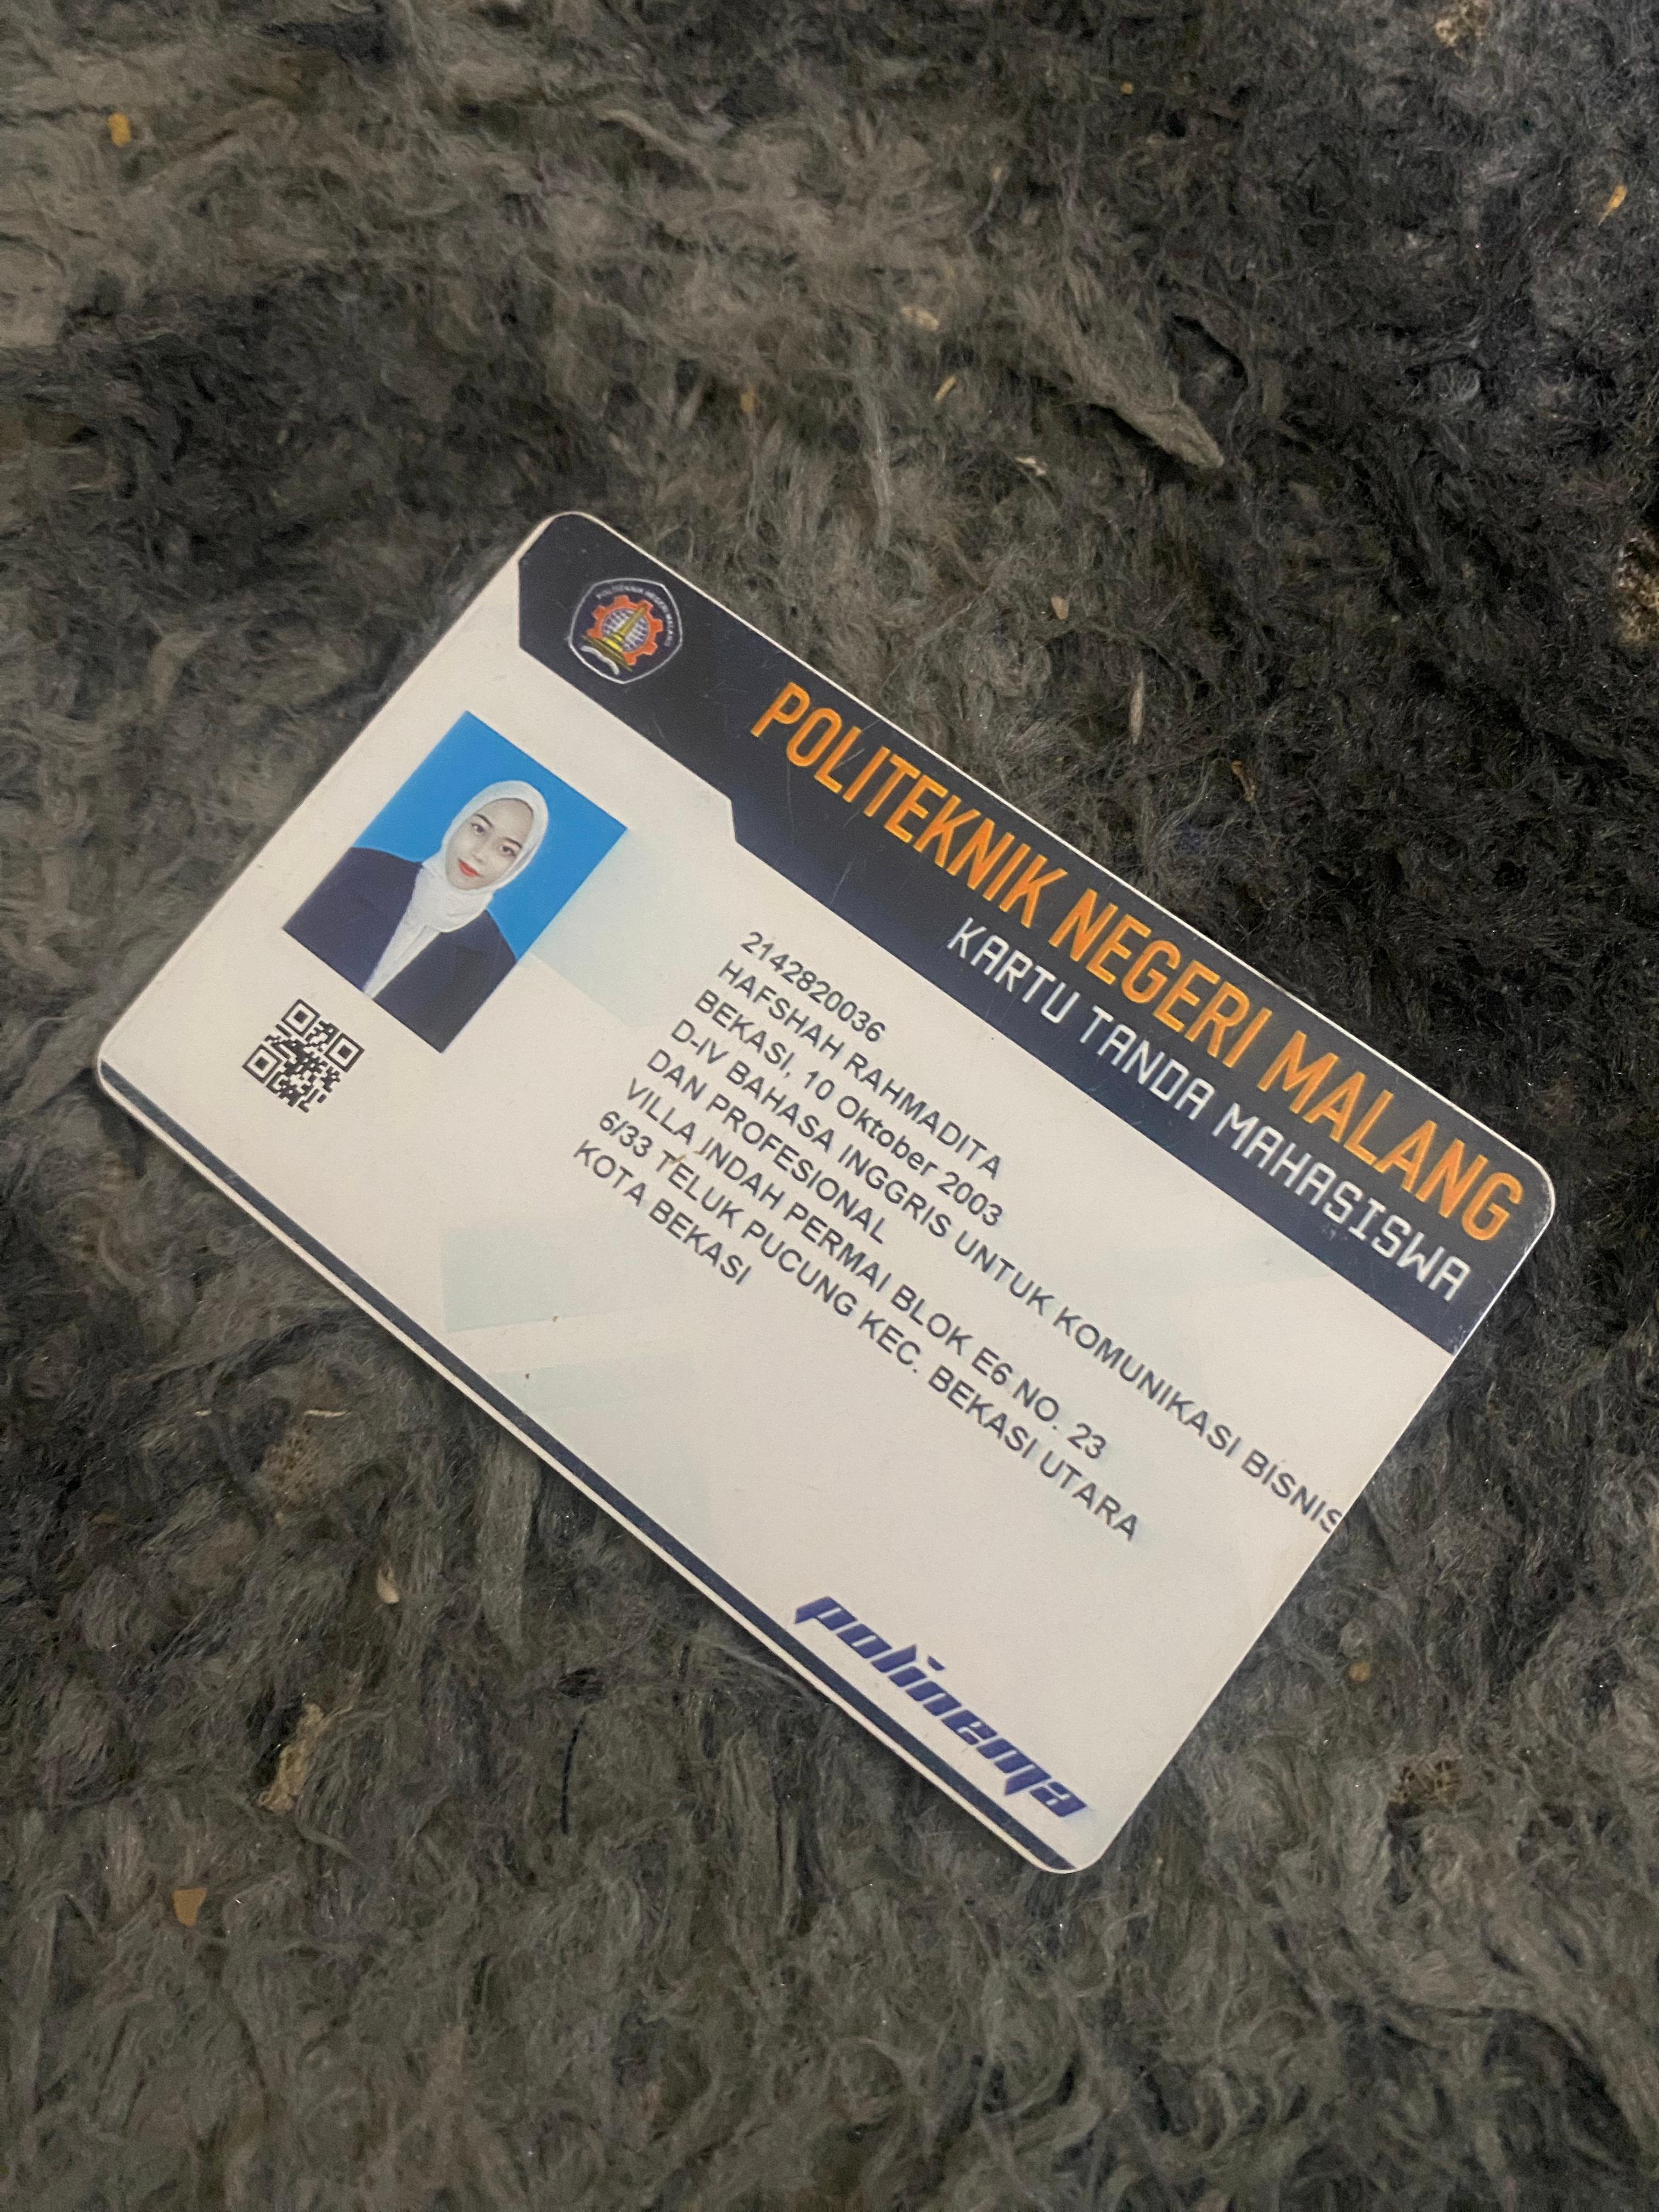 POLITEKNIK NEGERI MALANG
POLITEKNIK NEGERI MALANG
KARTU TANDA MAHASISWA
2142820036
HAFSHAH RAHMADITA
BEKASI, 10 Oktober 2003
D-IV BAHASA INGGRIS UNTUK KOMUNIKASI BISNIS
DAN PROFESIONAL
VILLA INDAH PERMAI BLOK E6 NO. 23
6/33 TELUK PUCUNG KEC. BEKASI UTARA
KOTA BEKASI
polinema